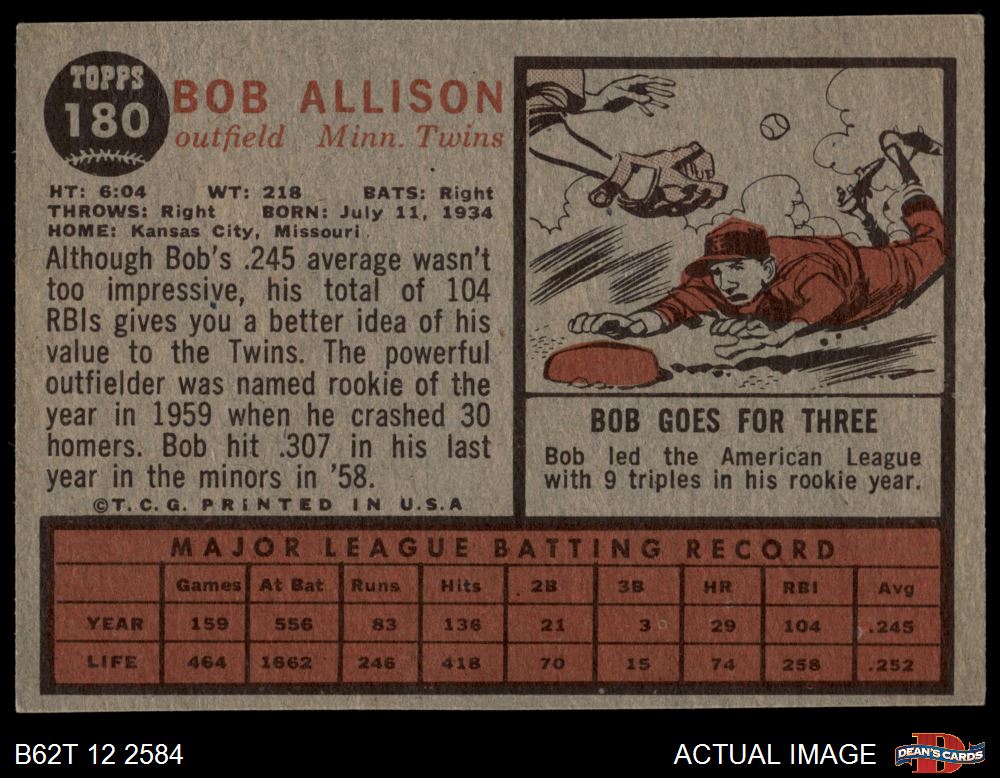 TOPPS
180
BOB ALLISON
outfield Minn. Twins
HT: 6:04 WT: 218 BATS: Right
THROWS: Right BORN: July 11, 1934
HOME: Kansas City, Missouri
Although Bob's .245 average wasn't
too impressive, his total of 104
RBIs gives you a better idea of his
value to the Twins. The powerful
outfielder was named rookie of the
year in 1959 when he crashed 30
homers. Bob hit .307 in his last
year in the minors in '58.
©T. C. G. PRINTED IN U.S.A
BOB GOES FOR THREE
Bob led the American League
with 9 triples in his rookie year.
MAJOR LEAGUE BATTING RECORD
Games At Bat Runs Hits 2B 3B HR RBI Avg
YEAR 159 556 83 136 21 3 29 104 .245
LIFE 464 1662 246 418 70 15 74 258 .252
B62T 12 2584 ACTUAL IMAGE
DEAN'S CARDS